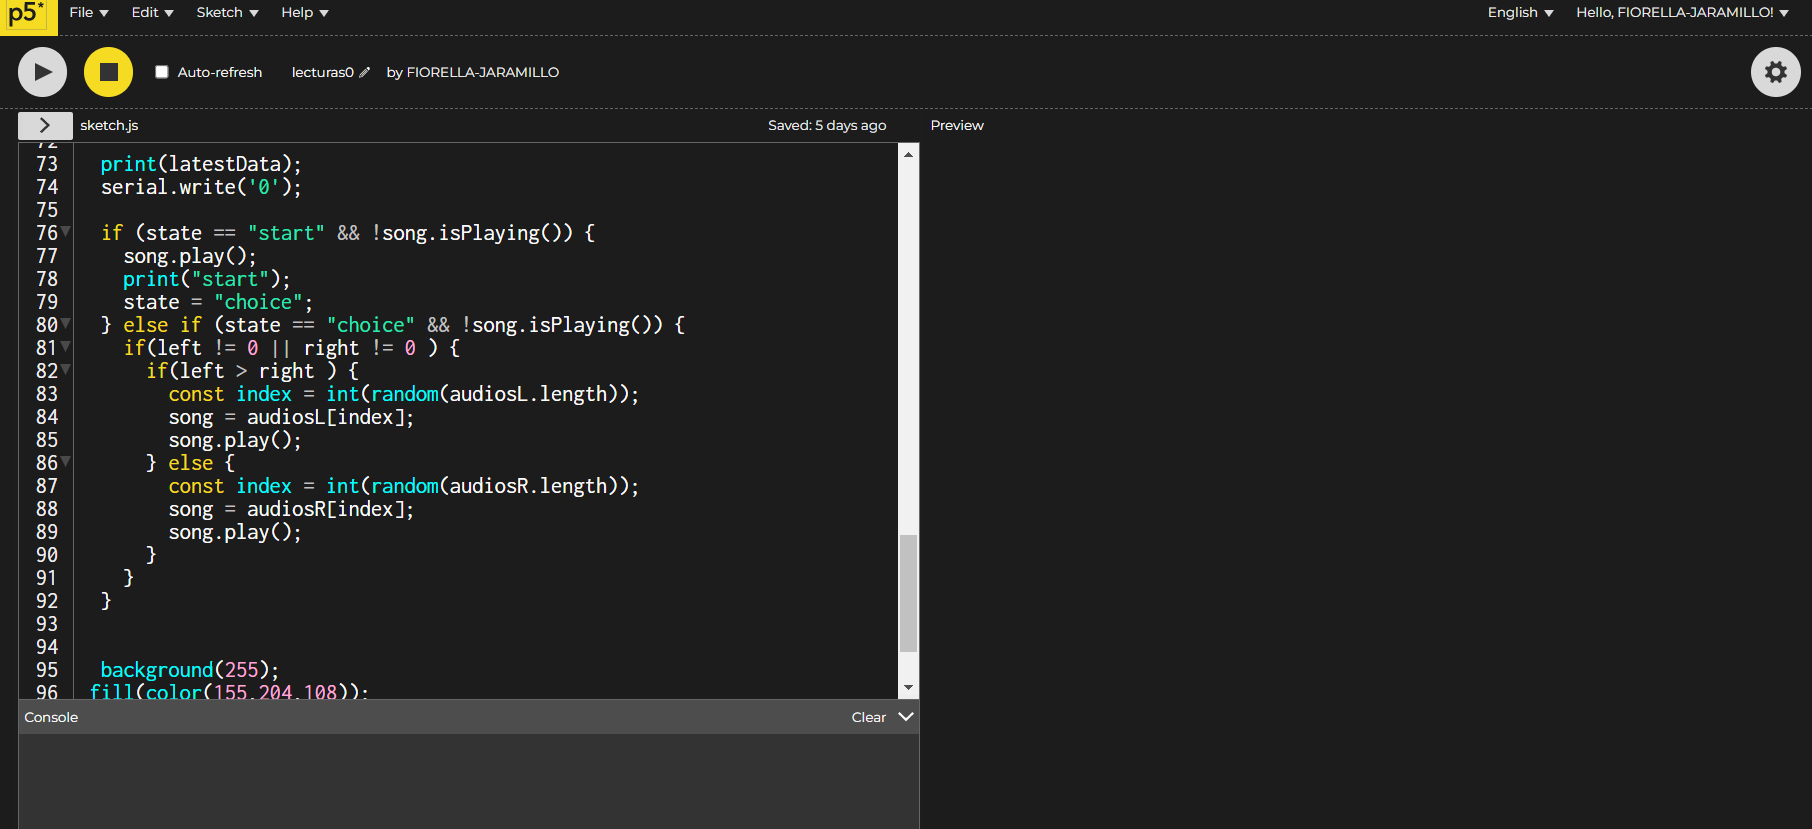 p5* File Edit Sketch Help English Hello, FIORELLA-JARAMILLO!
Auto-refresh lecturas0 by FIORELLA-JARAMILLO
> sketch.js Saved: 5 days ago Preview
72
73 print(latestData);
74 serial.write('0');
75
76 if (state == "start" && !song.isPlaying()) {
77 song.play();
78 print("start");
79 state = "choice";
80 } else if (state == "choice" && !song.isPlaying()) {
81 if(left != 0 || right != 0 ) {
82 if(left > right ) {
83 const index = int(random(audiosL.length));
84 song = audiosL[index];
85 song.play();
86 } else {
87 const index = int(random(audiosR.length));
88 song = audiosR[index];
89 song.play();
90 }
91 }
92 }
93
94
95 background(255);
96 fill(color(155,204,108));
Console Clear